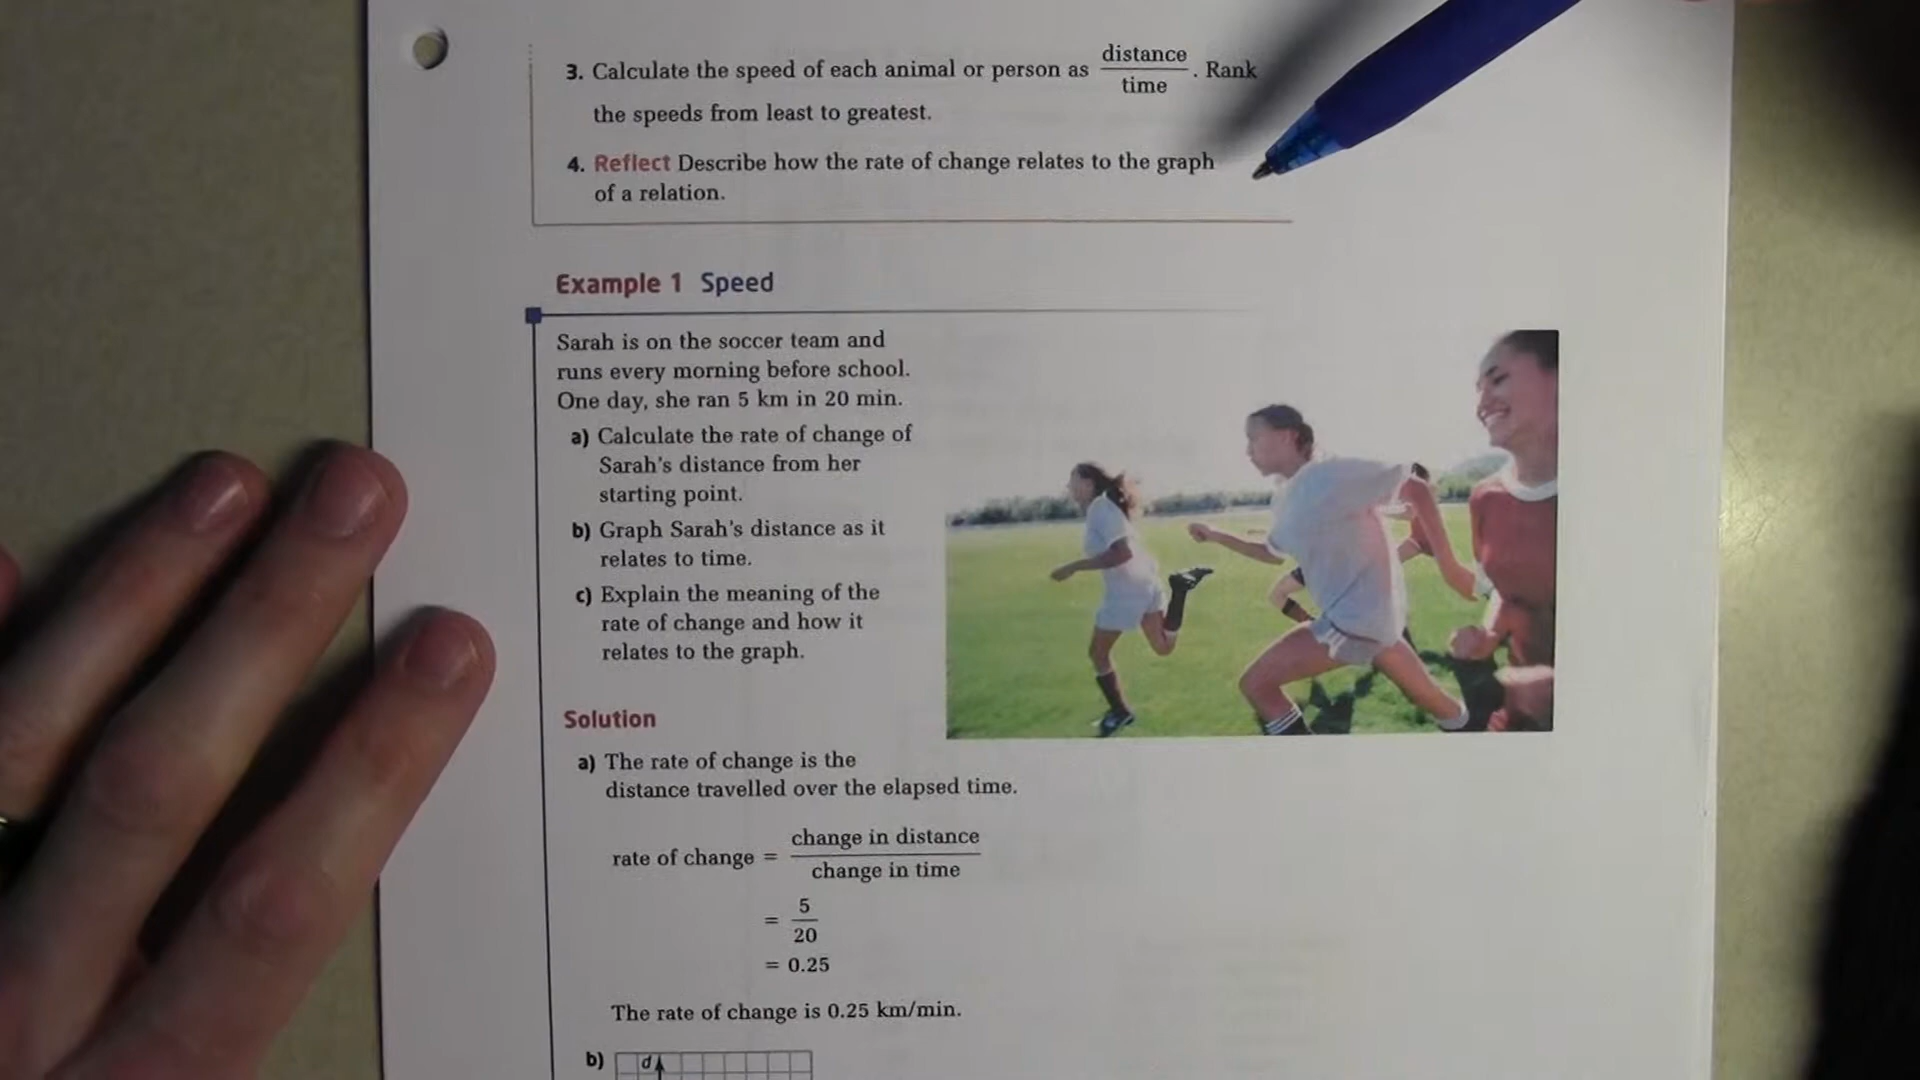 3. Calculate the speed of each animal or person as distance/time. Rank
the speeds from least to greatest.
4. Reflect Describe how the rate of change relates to the graph
of a relation.
Example 1 Speed
Sarah is on the soccer team and
runs every morning before school.
One day, she ran 5 km in 20 min.
a) Calculate the rate of change of
Sarah's distance from her
starting point.
b) Graph Sarah's distance as it
relates to time.
c) Explain the meaning of the
rate of change and how it
relates to the graph.
Solution
a) The rate of change is the
distance travelled over the elapsed time.
rate of change = change in distance/change in time
= 5/20
= 0.25
The rate of change is 0.25 km/min.
b) d